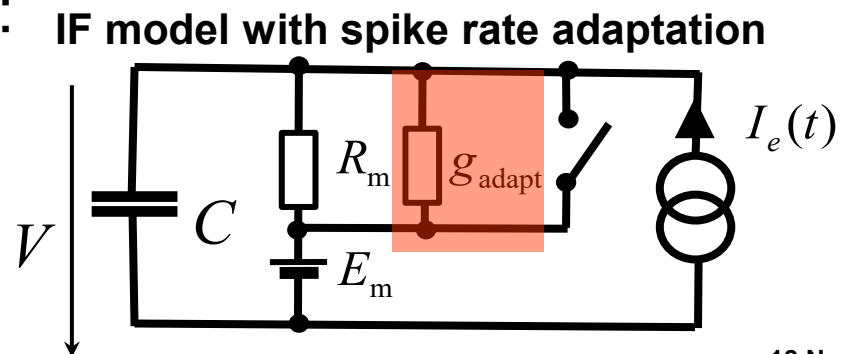 · IF model with spike rate adaptation
I_e(t)
R_m
g_adapt
C
V
E_m